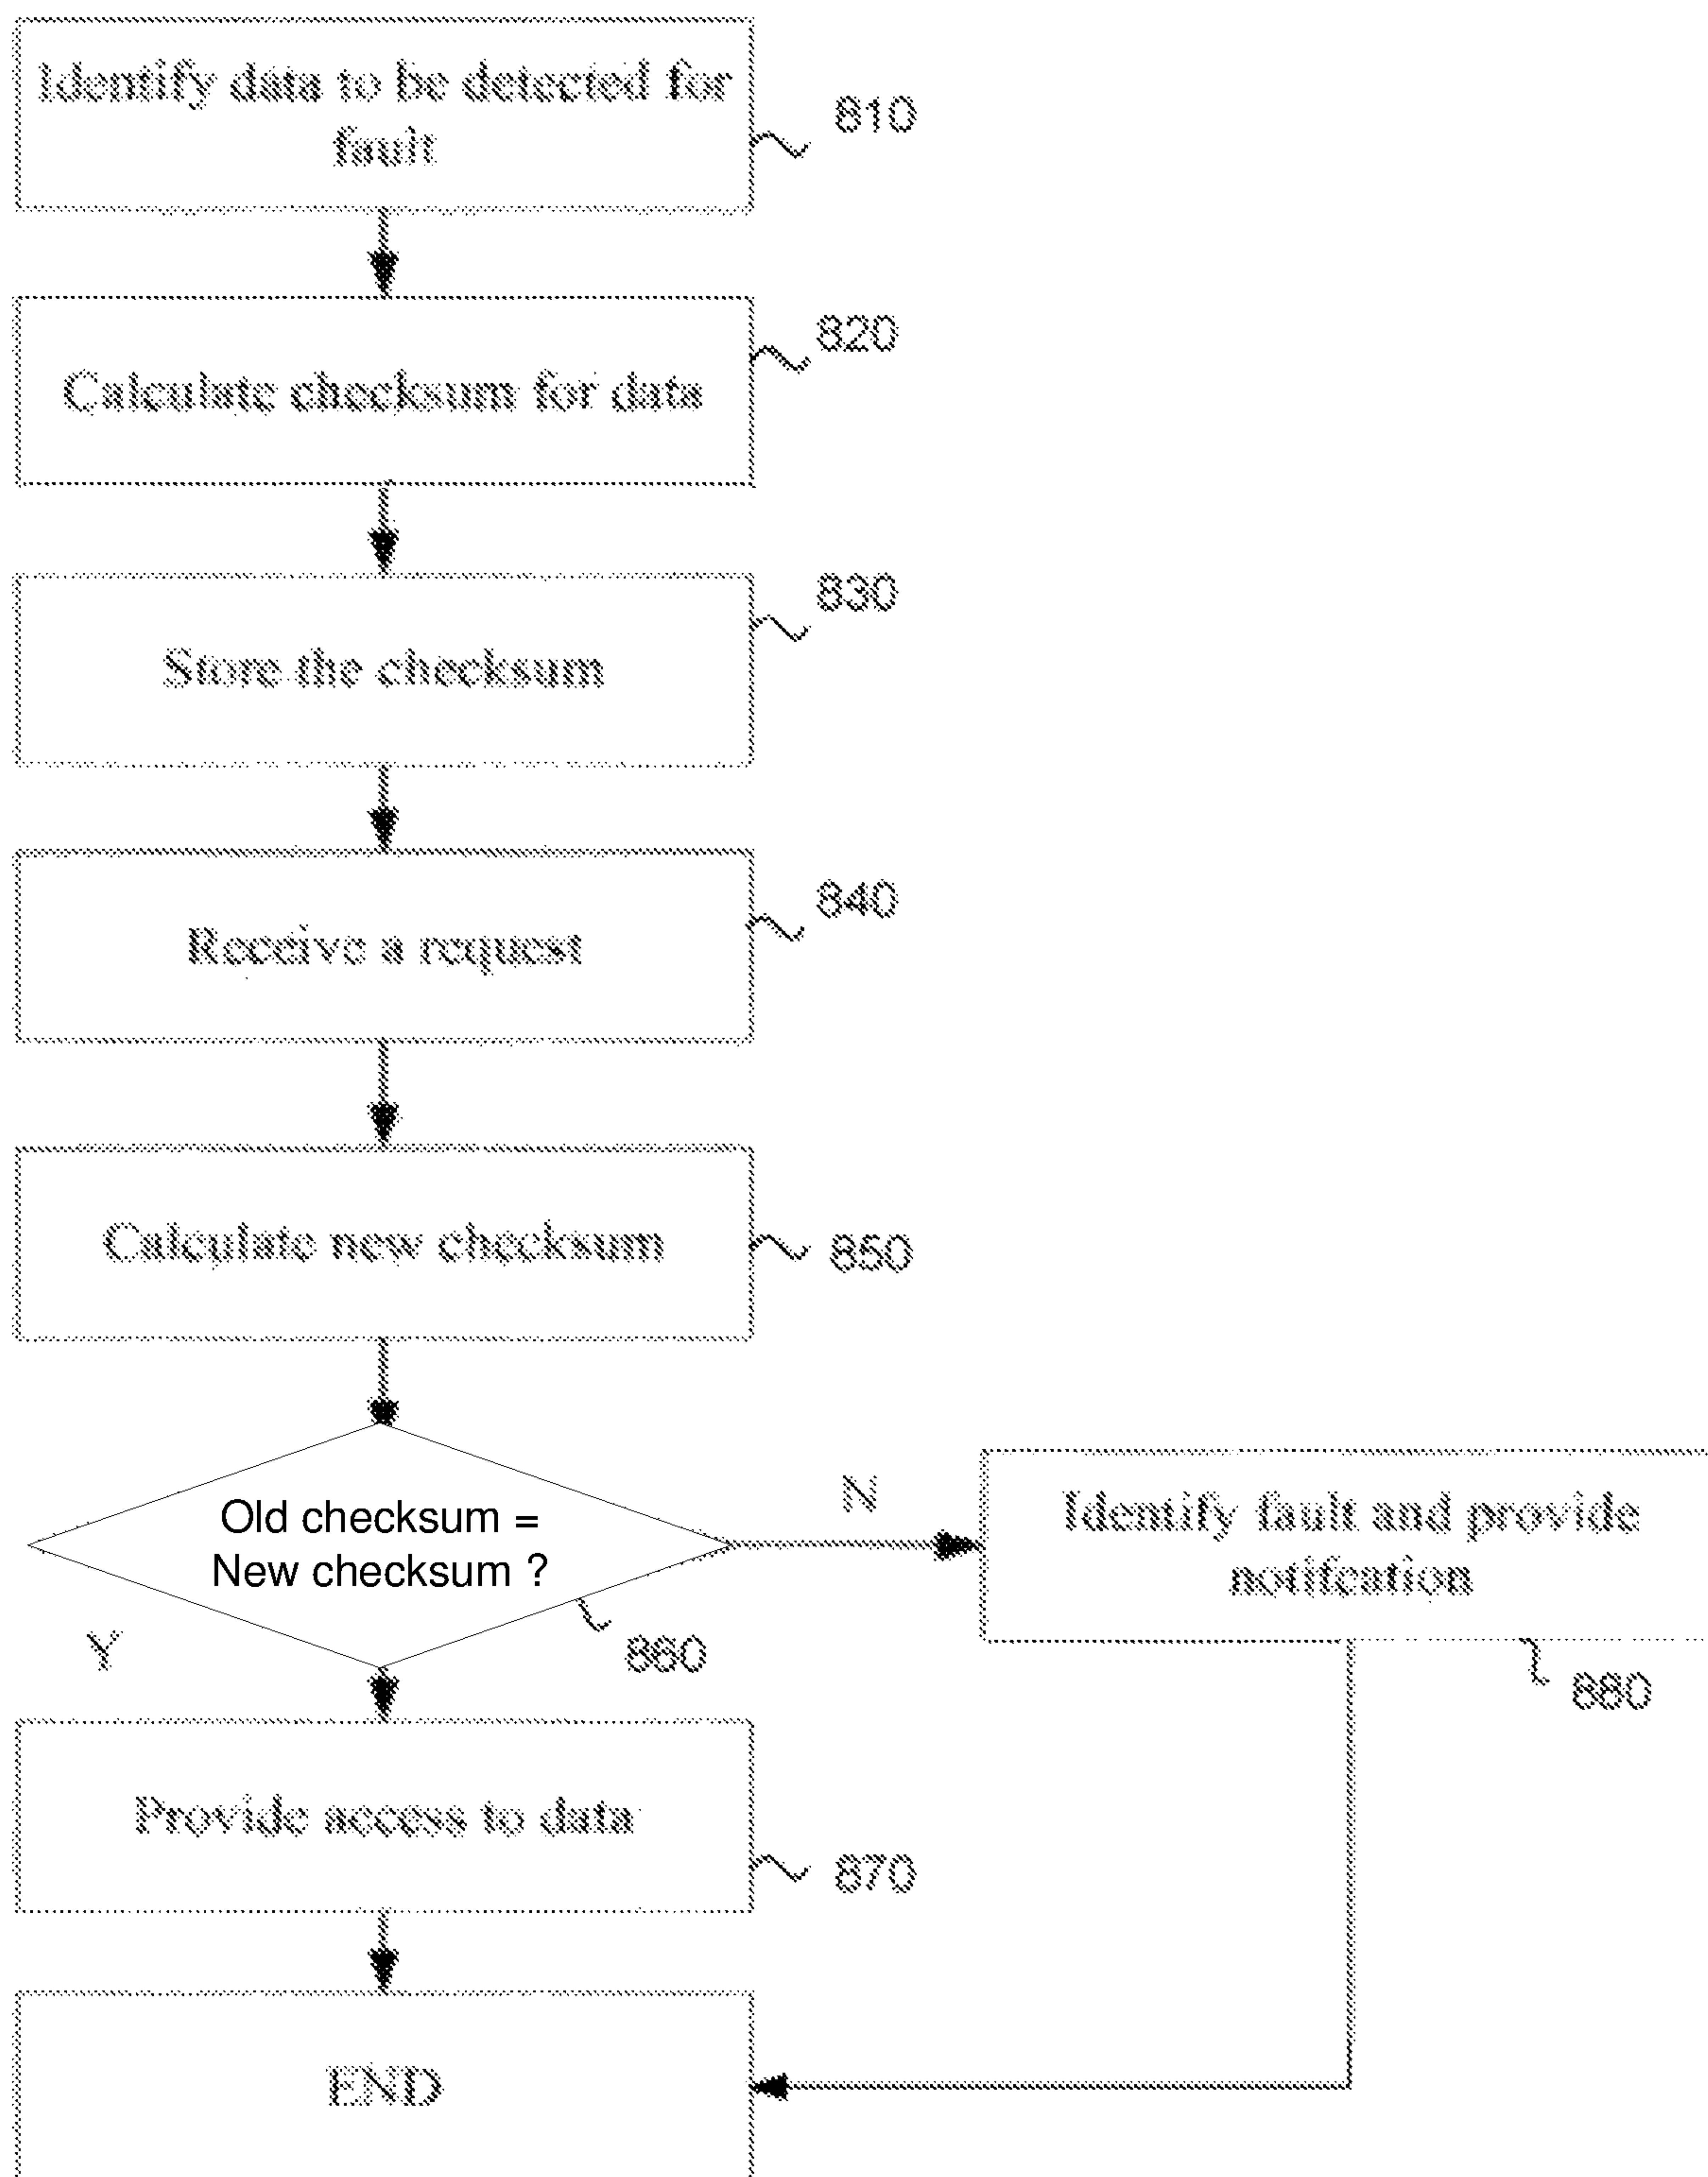 Identify data to be detected for
fault
810
Calculate checksum for data
820
Store the checksum
830
Receive a request
840
Calculate new checksum
850
Old checksum =
New checksum ?
860
N
Identify fault and provide
notifcation
880
Y
Provide access to data
870
END